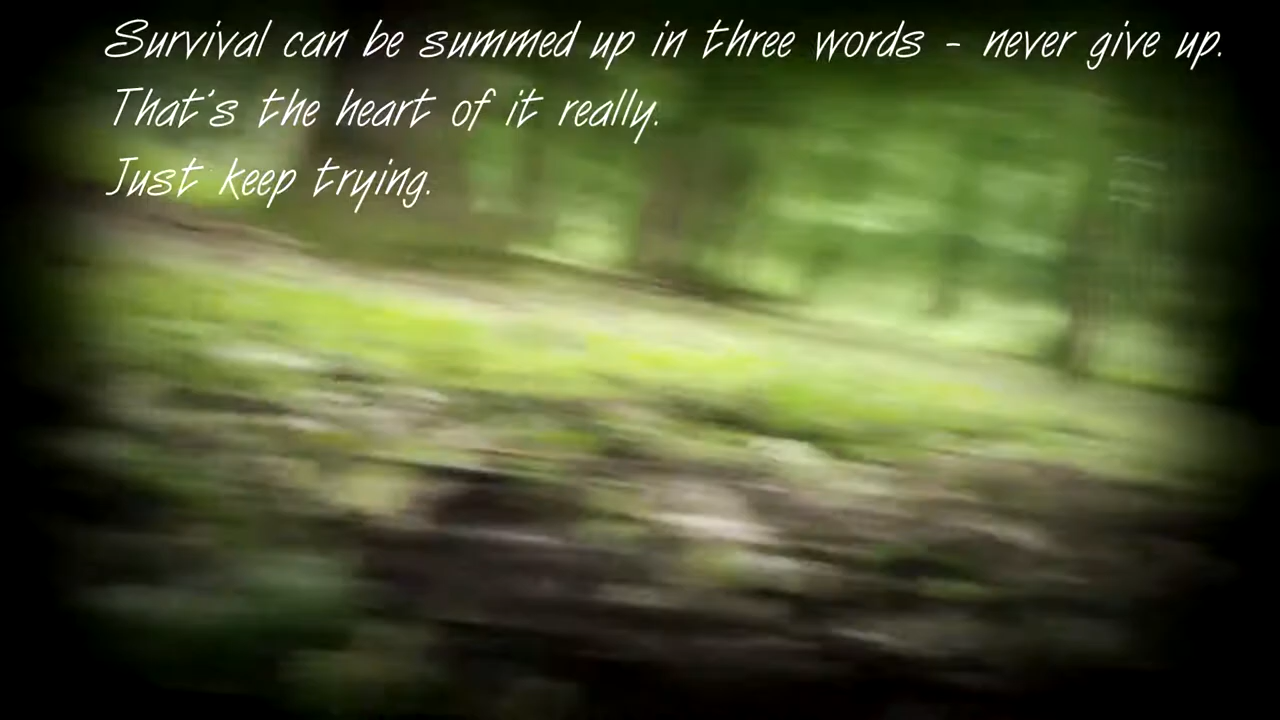 Survival can be summed up in three words - never give up.
That's the heart of it really.
Just keep trying.